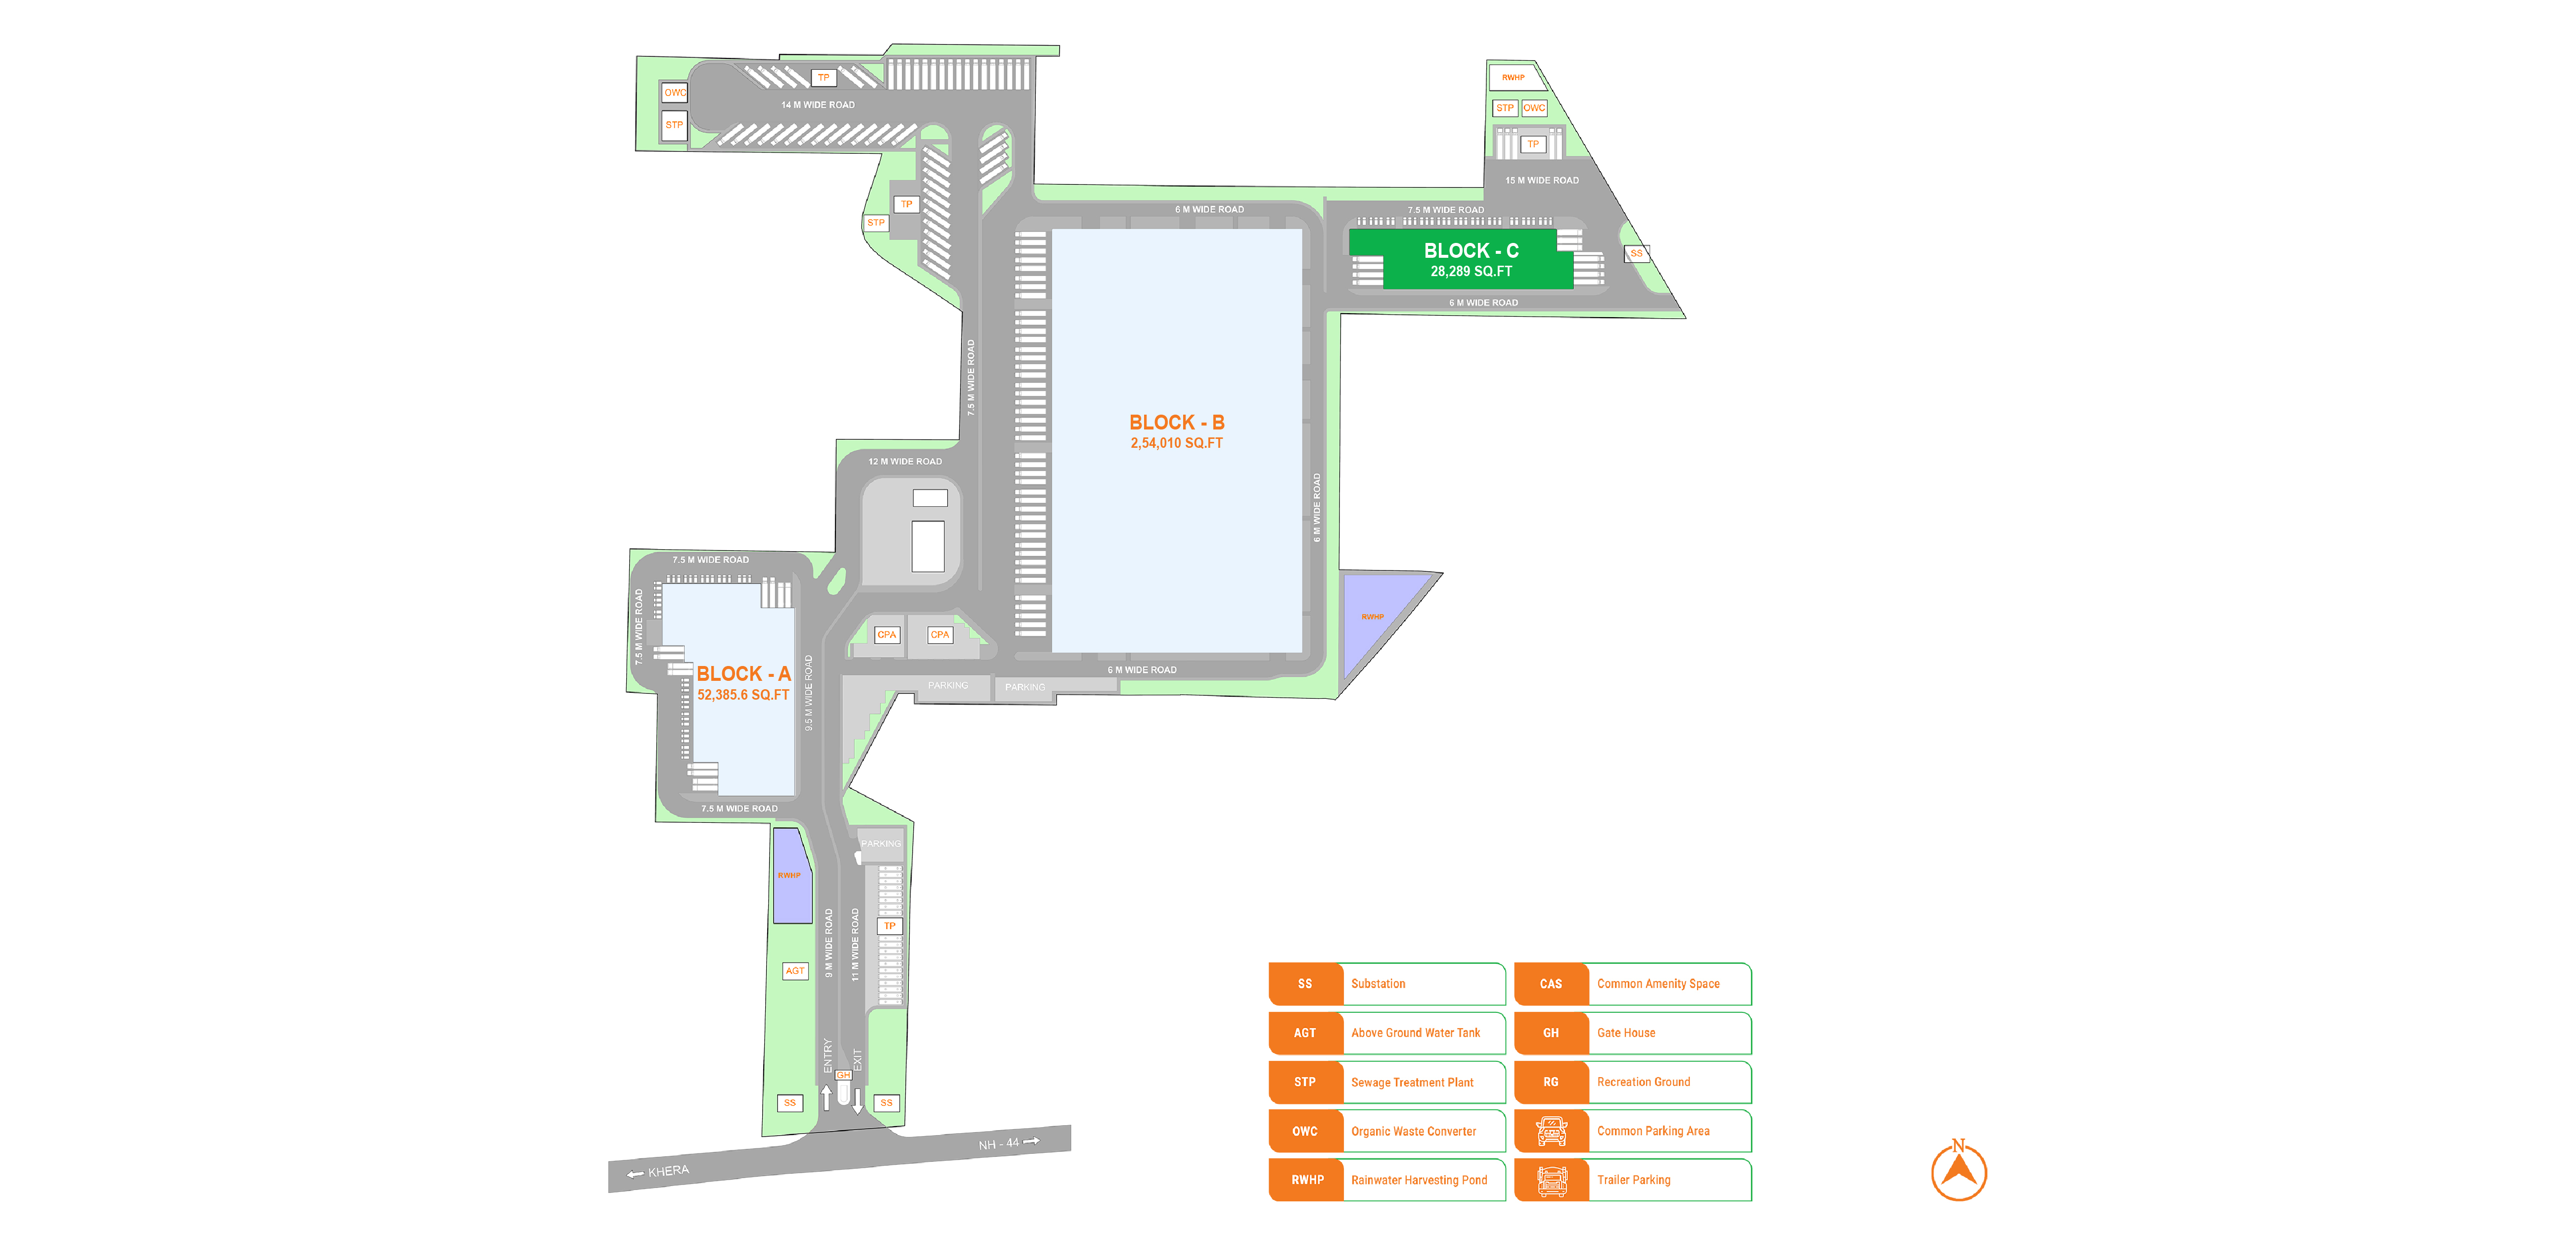 RWHP
OWC
TP
14 M WIDE ROAD
STP
STP
OWC
TP
15 M WIDE ROAD
TP
STP
6 M WIDE ROAD
7.5 M WIDE ROAD
BLOCK - C
28,289 SQ.FT
SS
6 M WIDE ROAD
7.5 M WIDE ROAD
BLOCK - B
2,54,010 SQ.FT
12 M WIDE ROAD
6 M WIDE ROAD
7.5 M WIDE ROAD
7.5 M WIDE ROAD
RWHP
CPA
CPA
BLOCK - A
52,385.6 SQ.FT
9.5 M WIDE ROAD
6 M WIDE ROAD
PARKING
PARKING
7.5 M WIDE ROAD
PARKING
RWHP
TP
9 M WIDE ROAD
11 M WIDE ROAD
AGT
ENTRY
EXIT
GH
SS
SS
NH - 44
KHERA
SS
Substation
CAS
Common Amenity Space
AGT
Above Ground Water Tank
GH
Gate House
STP
Sewage Treatment Plant
RG
Recreation Ground
OWC
Organic Waste Converter
Common Parking Area
RWHP
Rainwater Harvesting Pond
Trailer Parking
N